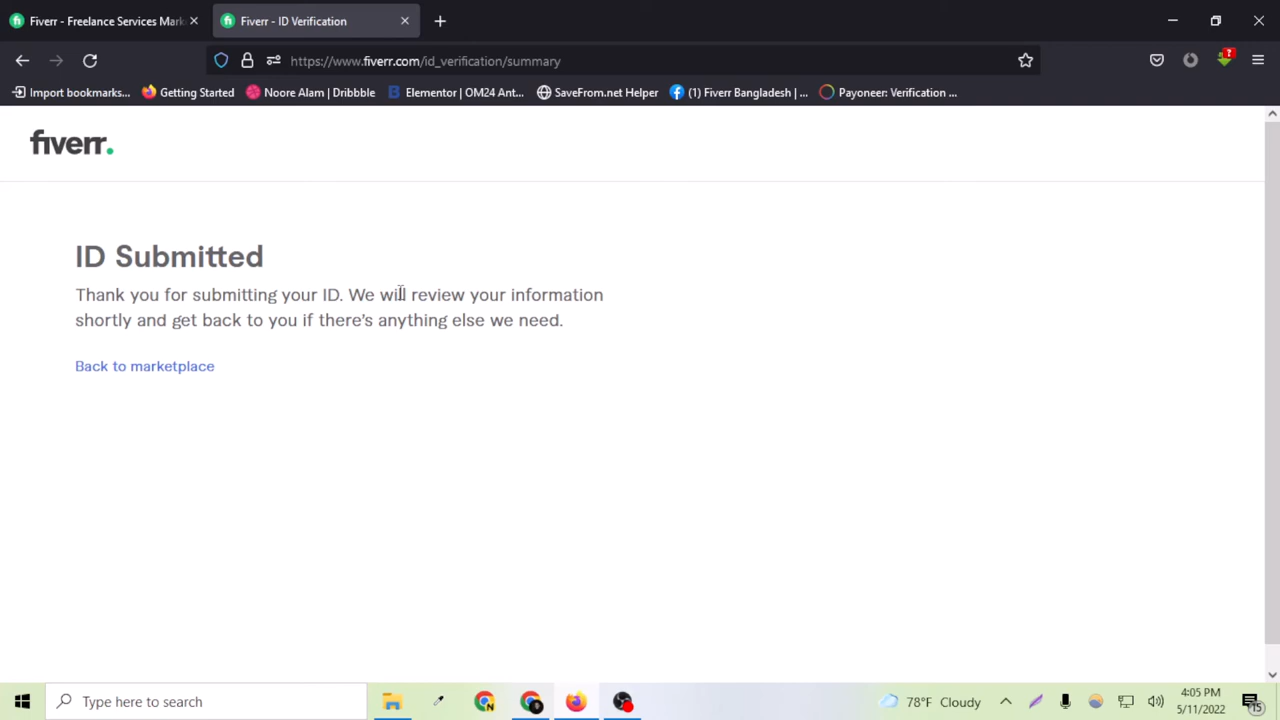 Fiverr - Freelance Services Mark
Fiverr - ID Verification
https://www.fiverr.com/id_verification/summary
Import bookmarks...
Getting Started
Noore Alam | Dribbble
Elementor | OM24 Ant...
SaveFrom.net Helper
(1) Fiverr Bangladesh | ...
Payoneer: Verification ...
fiverr.
ID Submitted
Thank you for submitting your ID. We will review your information
shortly and get back to you if there's anything else we need.
Back to marketplace
Type here to search
78°F Cloudy
4:05 PM
5/11/2022
15